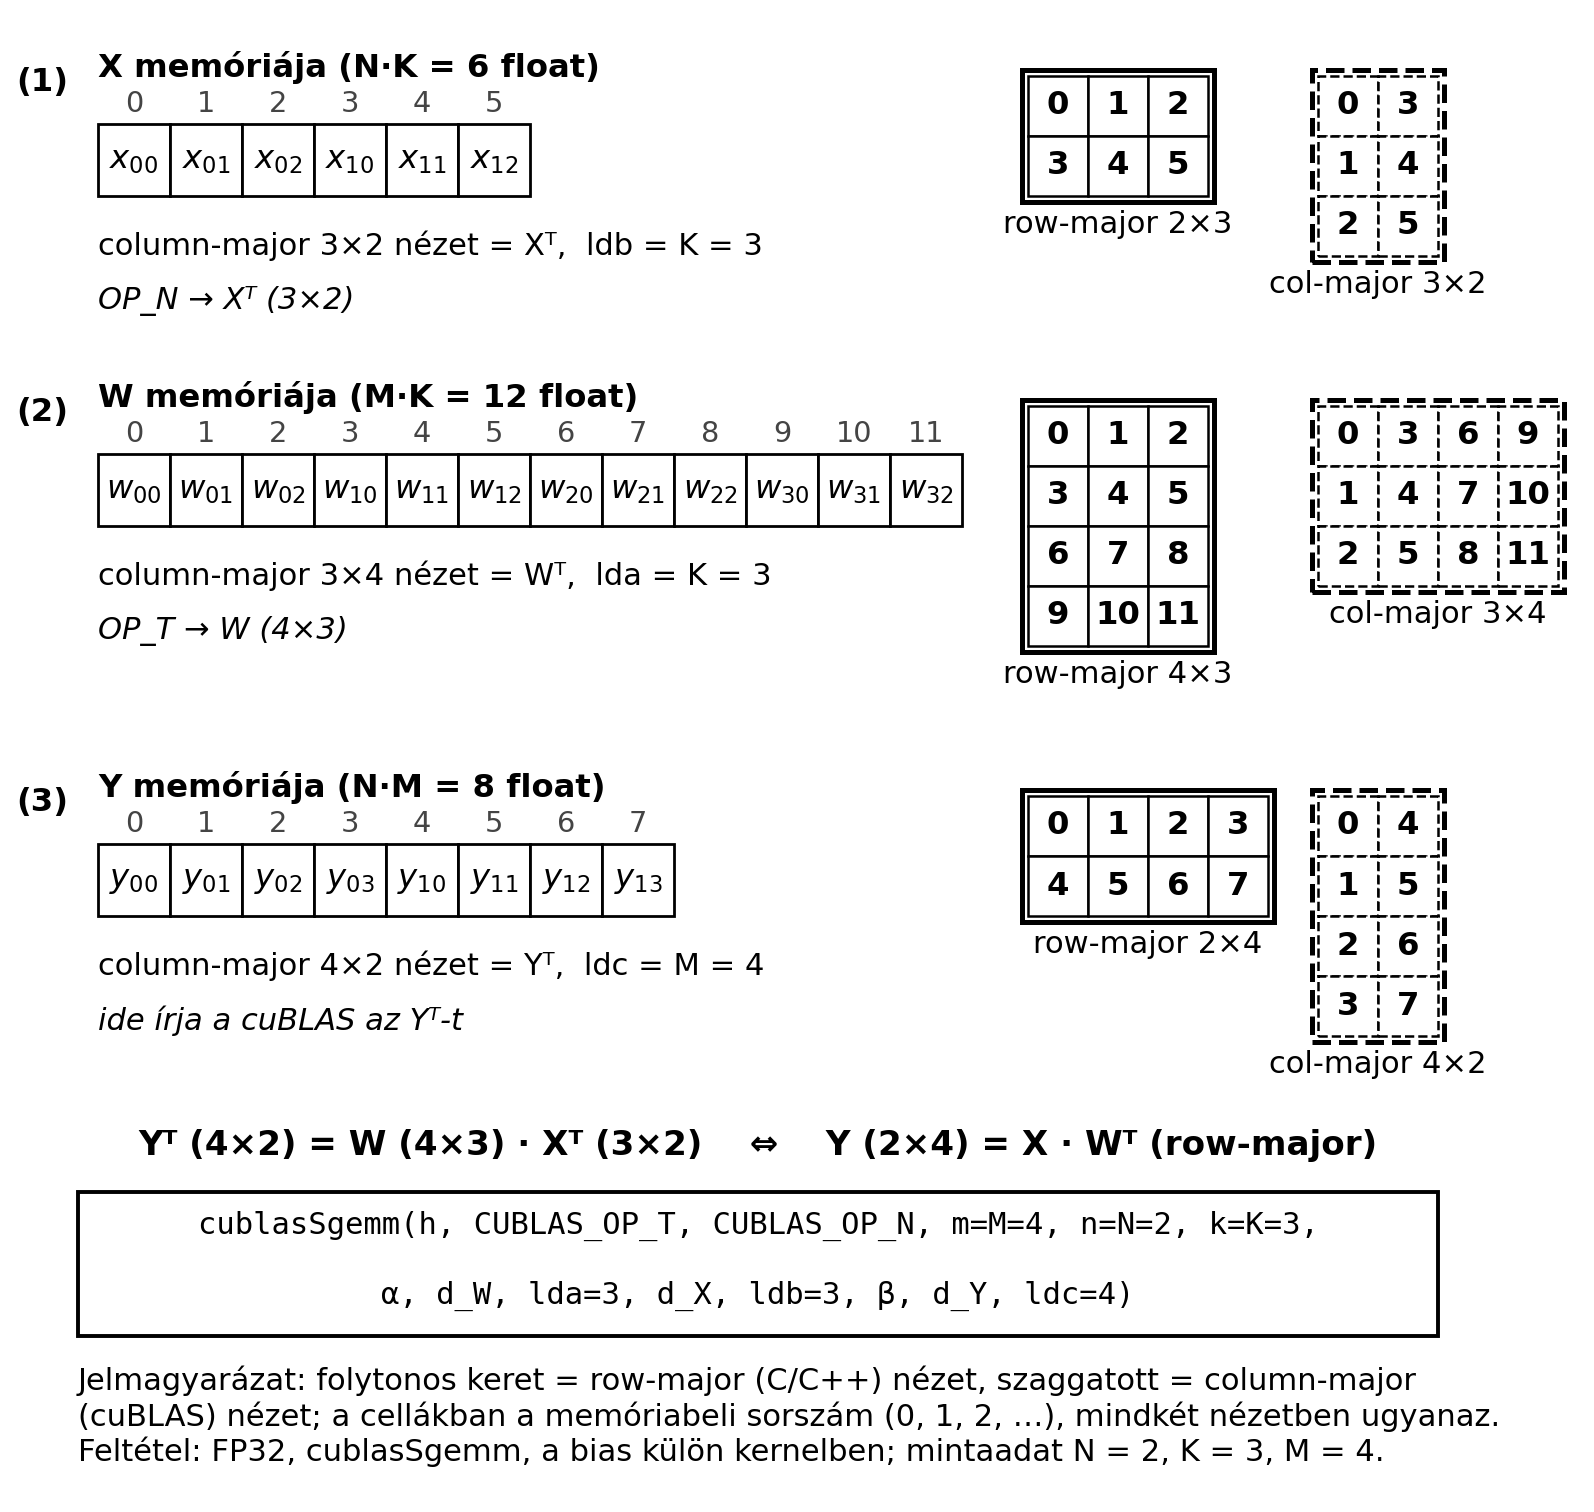 (1) X memóriája (N·K = 6 float)
0 1 2 3 4 5
x₀₀ x₀₁ x₀₂ x₁₀ x₁₁ x₁₂
column-major 3×2 nézet = Xᵀ, ldb = K = 3
OP_N → Xᵀ (3×2)
0 1 2
3 4 5
row-major 2×3
0 3
1 4
2 5
col-major 3×2
(2) W memóriája (M·K = 12 float)
0 1 2 3 4 5 6 7 8 9 10 11
w₀₀ w₀₁ w₀₂ w₁₀ w₁₁ w₁₂ w₂₀ w₂₁ w₂₂ w₃₀ w₃₁ w₃₂
column-major 3×4 nézet = Wᵀ, lda = K = 3
OP_T → W (4×3)
0 1 2
3 4 5
6 7 8
9 10 11
row-major 4×3
0 3 6 9
1 4 7 10
2 5 8 11
col-major 3×4
(3) Y memóriája (N·M = 8 float)
0 1 2 3 4 5 6 7
y₀₀ y₀₁ y₀₂ y₀₃ y₁₀ y₁₁ y₁₂ y₁₃
column-major 4×2 nézet = Yᵀ, ldc = M = 4
ide írja a cuBLAS az Yᵀ-t
0 1 2 3
4 5 6 7
row-major 2×4
0 4
1 5
2 6
3 7
col-major 4×2
Yᵀ (4×2) = W (4×3) · Xᵀ (3×2) ⇔ Y (2×4) = X · Wᵀ (row-major)
cublasSgemm(h, CUBLAS_OP_T, CUBLAS_OP_N, m=M=4, n=N=2, k=K=3,
α, d_W, lda=3, d_X, ldb=3, β, d_Y, ldc=4)
Jelmagyarázat: folytonos keret = row-major (C/C++) nézet, szaggatott = column-major
(cuBLAS) nézet; a cellákban a memóriabeli sorszám (0, 1, 2, …), mindkét nézetben ugyanaz.
Feltétel: FP32, cublasSgemm, a bias külön kernelben; mintaadat N = 2, K = 3, M = 4.